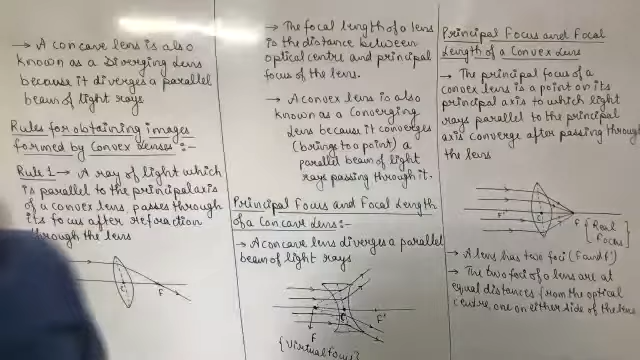 → A concave lens is also
known as a Diverging lens
because it diverges a parallel
beam of light rays
Rules for obtaining images
formed by Convex lenses :-
Rule 1 → A ray of light which
is parallel to the principal axis
of a convex lens, passes through
its focus after refraction
through the lens
F
→ The focal length of a lens
is the distance between
optical centre and principal
focus of the lens.
→ A convex lens is also
known as a Converging
lens because it converges
(brings to a point) a
parallel beam of light
rays passing through it.
Principal Focus and Focal Length
of a Concave Lens:-
→ A concave lens diverges a parallel
beam of light rays
F
F'
{Virtual focus}
Principal Focus and Focal
Length of a Convex Lens
→ The principal focus of a
convex lens is a point on its
principal axis to which light
rays parallel to the principal
axis converge after passing through
the lens
F'
C
F {Real
Focus}
→ A lens has two foci (F and F')
→ The two foci of a lens are at
equal distances from the optical
centre, one on either side of the lens